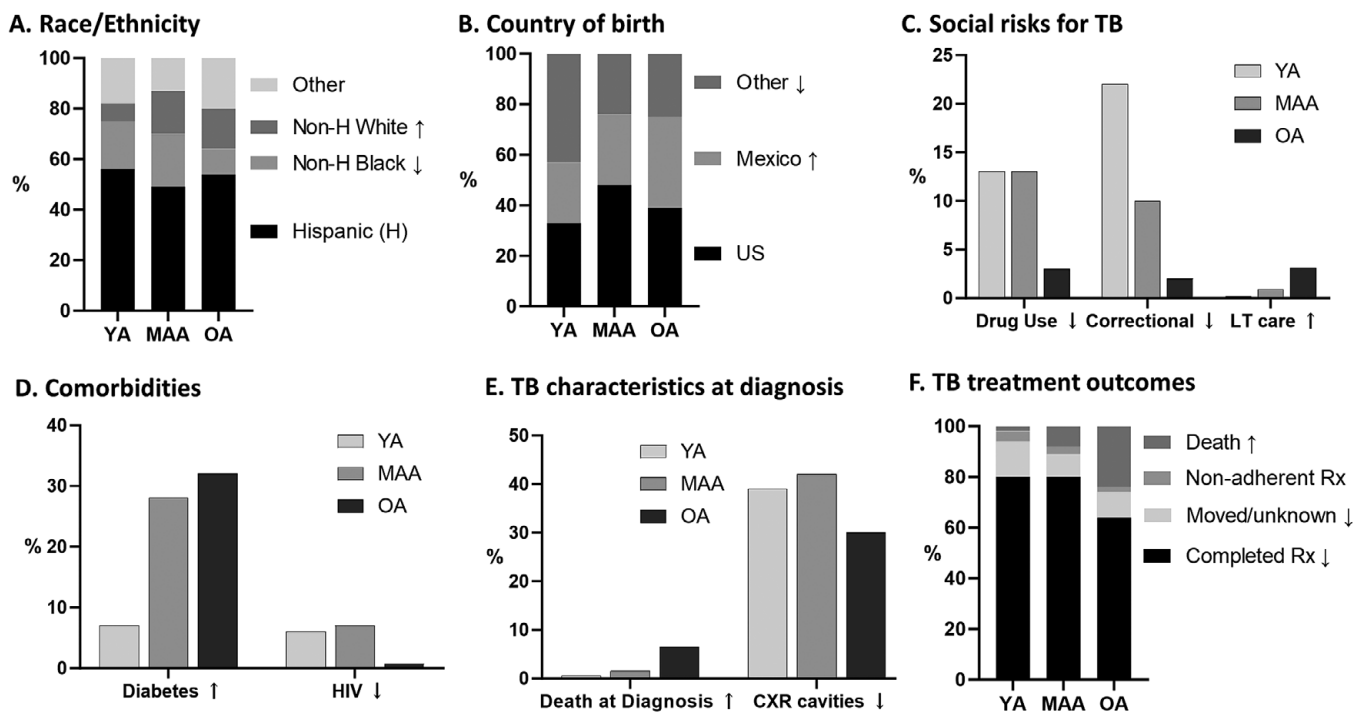 A. Race/Ethnicity
100
80
60
40
20
0
%
YA MAA OA
Other
Non-H White ↑
Non-H Black ↓
Hispanic (H)
B. Country of birth
100
80
60
40
20
0
%
YA MAA OA
Other ↓
Mexico ↑
US
C. Social risks for TB
25
20
15
10
5
0
%
YA
MAA
OA
Drug Use ↓ Correctional ↓ LT care ↑
D. Comorbidities
40
30
20
10
0
%
YA
MAA
OA
Diabetes ↑ HIV ↓
E. TB characteristics at diagnosis
50
40
30
20
10
0
%
YA
MAA
OA
Death at Diagnosis ↑ CXR cavities ↓
F. TB treatment outcomes
100
80
60
40
20
0
%
YA MAA OA
Death ↑
Non-adherent Rx
Moved/unknown ↓
Completed Rx ↓